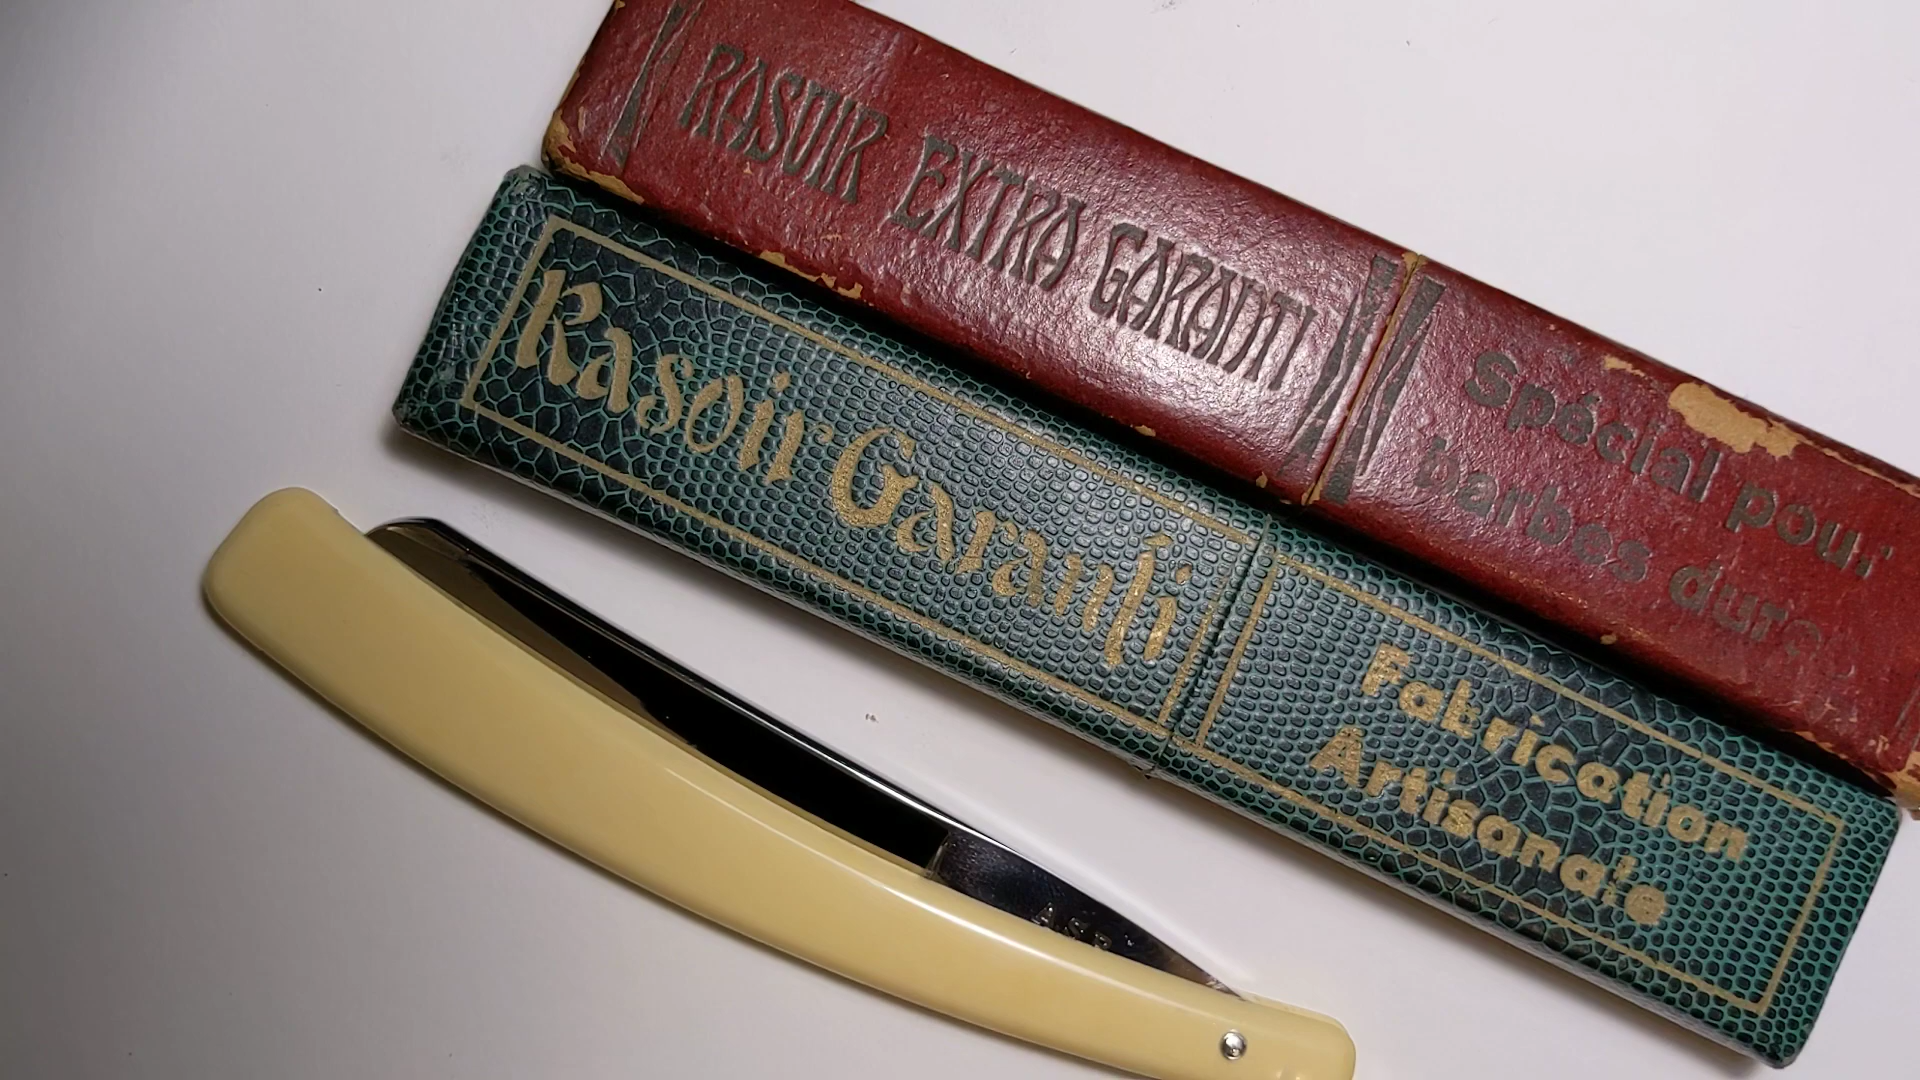 RASOIR EXTRA GARANTI
Spécial pour
barbes dures
Rasoir Garanti
Fabrication
Artisanale